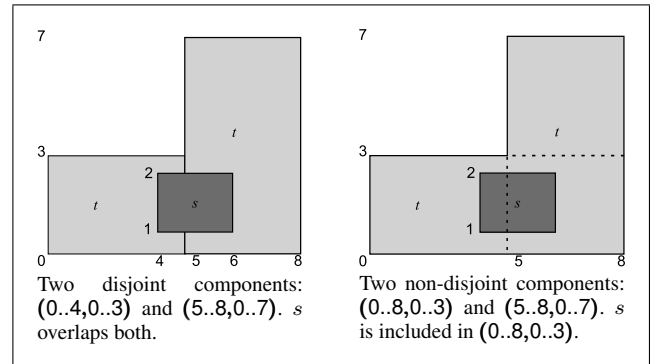 7
t
3
2
t
s
1
0
4
5
6
8
Two disjoint components:
(0..4,0..3) and (5..8,0..7). s
overlaps both.
7
t
3
2
t
s
1
0
5
8
Two non-disjoint components:
(0..8,0..3) and (5..8,0..7). s
is included in (0..8,0..3).